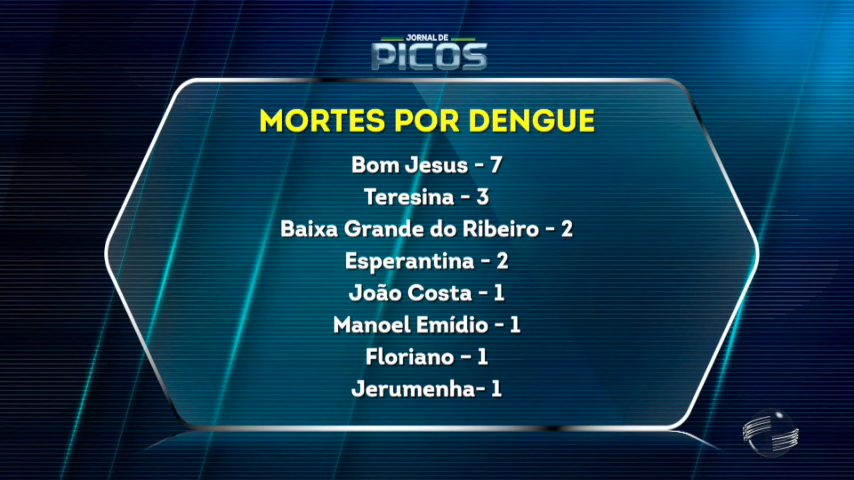 JORNAL DE
PICOS
MORTES POR DENGUE
Bom Jesus - 7
Teresina - 3
Baixa Grande do Ribeiro - 2
Esperantina - 2
João Costa - 1
Manoel Emídio - 1
Floriano - 1
Jerumenha- 1